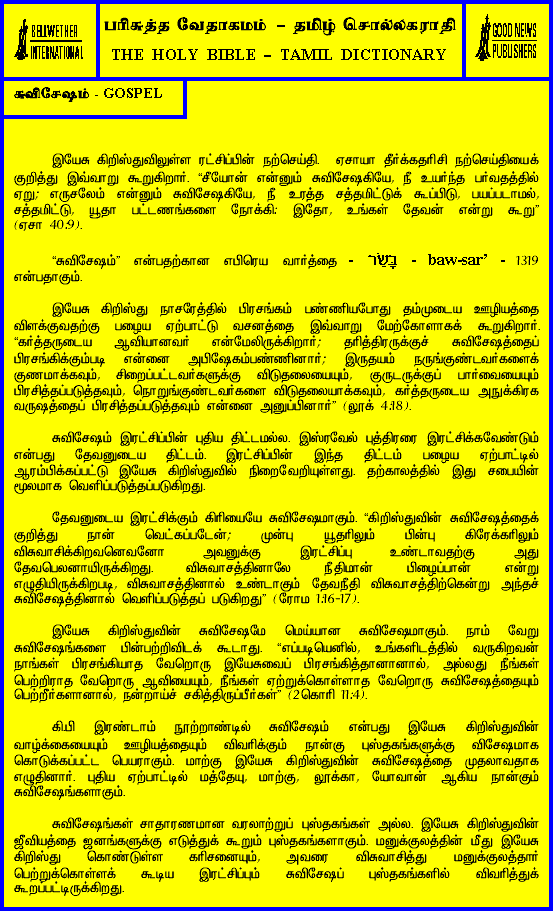 BELLWETHER
INTERNATIONAL
பரிசுத்த வேதாகமம் – தமிழ் சொல்லகராதி
THE HOLY BIBLE – TAMIL DICTIONARY
GOOD NEWS
PUBLISHERS
சுவிசேஷம் - GOSPEL
இயேசு கிறிஸ்துவிலுள்ள ரட்சிப்பின் நற்செய்தி. ஏசாயா தீர்க்கதரிசி நற்செய்தியைக்
குறித்து இவ்வாறு கூறுகிறார். “சீயோன் என்னும் சுவிசேஷகியே, நீ உயர்ந்த பர்வதத்தில்
ஏறு; எருசலேம் என்னும் சுவிசேஷகியே, நீ உரத்த சத்தமிட்டுக் கூப்பிடு, பயப்படாமல்,
சத்தமிட்டு, யூதா பட்டணங்களை நோக்கி: இதோ, உங்கள் தேவன் என்று கூறு”
(ஏசா 40:9).
“சுவிசேஷம்” என்பதற்கான எபிரெய வார்த்தை - בָּשַׂר - baw-sar’ - 1319
என்பதாகும்.
இயேசு கிறிஸ்து நாசரேத்தில் பிரசங்கம் பண்ணியபோது தம்முடைய ஊழியத்தை
விளக்குவதற்கு பழைய ஏற்பாட்டு வசனத்தை இவ்வாறு மேற்கோளாகக் கூறுகிறார்.
“கர்த்தருடைய ஆவியானவர் என்மேலிருக்கிறார்; தரித்திரருக்குச் சுவிசேஷத்தைப்
பிரசங்கிக்கும்படி என்னை அபிஷேகம்பண்ணினார்; இருதயம் நருங்குண்டவர்களைக்
குணமாக்கவும், சிறைப்பட்டவர்களுக்கு விடுதலையையும், குருடருக்குப் பார்வையையும்
பிரசித்தப்படுத்தவும், நொறுங்குண்டவர்களை விடுதலையாக்கவும், கர்த்தருடைய அநுக்கிரக
வருஷத்தைப் பிரசித்தப்படுத்தவும் என்னை அனுப்பினார்” (லூக் 4:18).
சுவிசேஷம் இரட்சிப்பின் புதிய திட்டமல்ல. இஸ்ரவேல் புத்திரரை இரட்சிக்கவேண்டும்
என்பது தேவனுடைய திட்டம். இரட்சிப்பின் இந்த திட்டம் பழைய ஏற்பாட்டில்
ஆரம்பிக்கப்பட்டு இயேசு கிறிஸ்துவில் நிறைவேறியுள்ளது. தற்காலத்தில் இது சபையின்
மூலமாக வெளிப்படுத்தப்படுகிறது.
தேவனுடைய இரட்சிக்கும் கிரியையே சுவிசேஷமாகும். “கிறிஸ்துவின் சுவிசேஷத்தைக்
குறித்து நான் வெட்கப்படேன்; முன்பு யூதரிலும் பின்பு கிரேக்கரிலும்
விசுவாசிக்கிறவனெவனோ அவனுக்கு இரட்சிப்பு உண்டாவதற்கு அது
தேவபெலனாயிருக்கிறது. விசுவாசத்தினாலே நீதிமான் பிழைப்பான் என்று
எழுதியிருக்கிறபடி, விசுவாசத்தினால் உண்டாகும் தேவநீதி விசுவாசத்திற்கென்று அந்தச்
சுவிசேஷத்தினால் வெளிப்படுத்தப் படுகிறது” (ரோம 1:16-17).
இயேசு கிறிஸ்துவின் சுவிசேஷமே மெய்யான சுவிசேஷமாகும். நாம் வேறு
சுவிசேஷங்களை பின்பற்றிவிடக் கூடாது. “எப்படியெனில், உங்களிடத்தில் வருகிறவன்
நாங்கள் பிரசங்கியாத வேறொரு இயேசுவைப் பிரசங்கித்தானானால், அல்லது நீங்கள்
பெற்றிராத வேறொரு ஆவியையும், நீங்கள் ஏற்றுக்கொள்ளாத வேறொரு சுவிசேஷத்தையும்
பெற்றீர்களானால், நன்றாய்ச் சகித்திருப்பீர்கள்” (2கொரி 11:4).
கி.பி இரண்டாம் நூற்றாண்டில் சுவிசேஷம் என்பது இயேசு கிறிஸ்துவின்
வாழ்க்கையையும் ஊழியத்தையும் விவரிக்கும் நான்கு புஸ்தகங்களுக்கு விசேஷமாக
கொடுக்கப்பட்ட பெயராகும். மாற்கு இயேசு கிறிஸ்துவின் சுவிசேஷத்தை முதலாவதாக
எழுதினார். புதிய ஏற்பாட்டில் மத்தேயு, மாற்கு, லூக்கா, யோவான் ஆகிய நான்கும்
சுவிசேஷங்களாகும்.
சுவிசேஷங்கள் சாதாரணமான வரலாற்றுப் புஸ்தகங்கள் அல்ல. இயேசு கிறிஸ்துவின்
ஜீவியத்தை ஜனங்களுக்கு எடுத்துக் கூறும் புஸ்தகங்களாகும். மனுக்குலத்தின் மீது இயேசு
கிறிஸ்து கொண்டுள்ள கரிசனையும், அவரை விசுவாசித்து மனுக்குலத்தார்
பெற்றுக்கொள்ளக் கூடிய இரட்சிப்பும் சுவிசேஷப் புஸ்தகங்களில் விவரித்துக்
கூறப்பட்டிருக்கிறது.